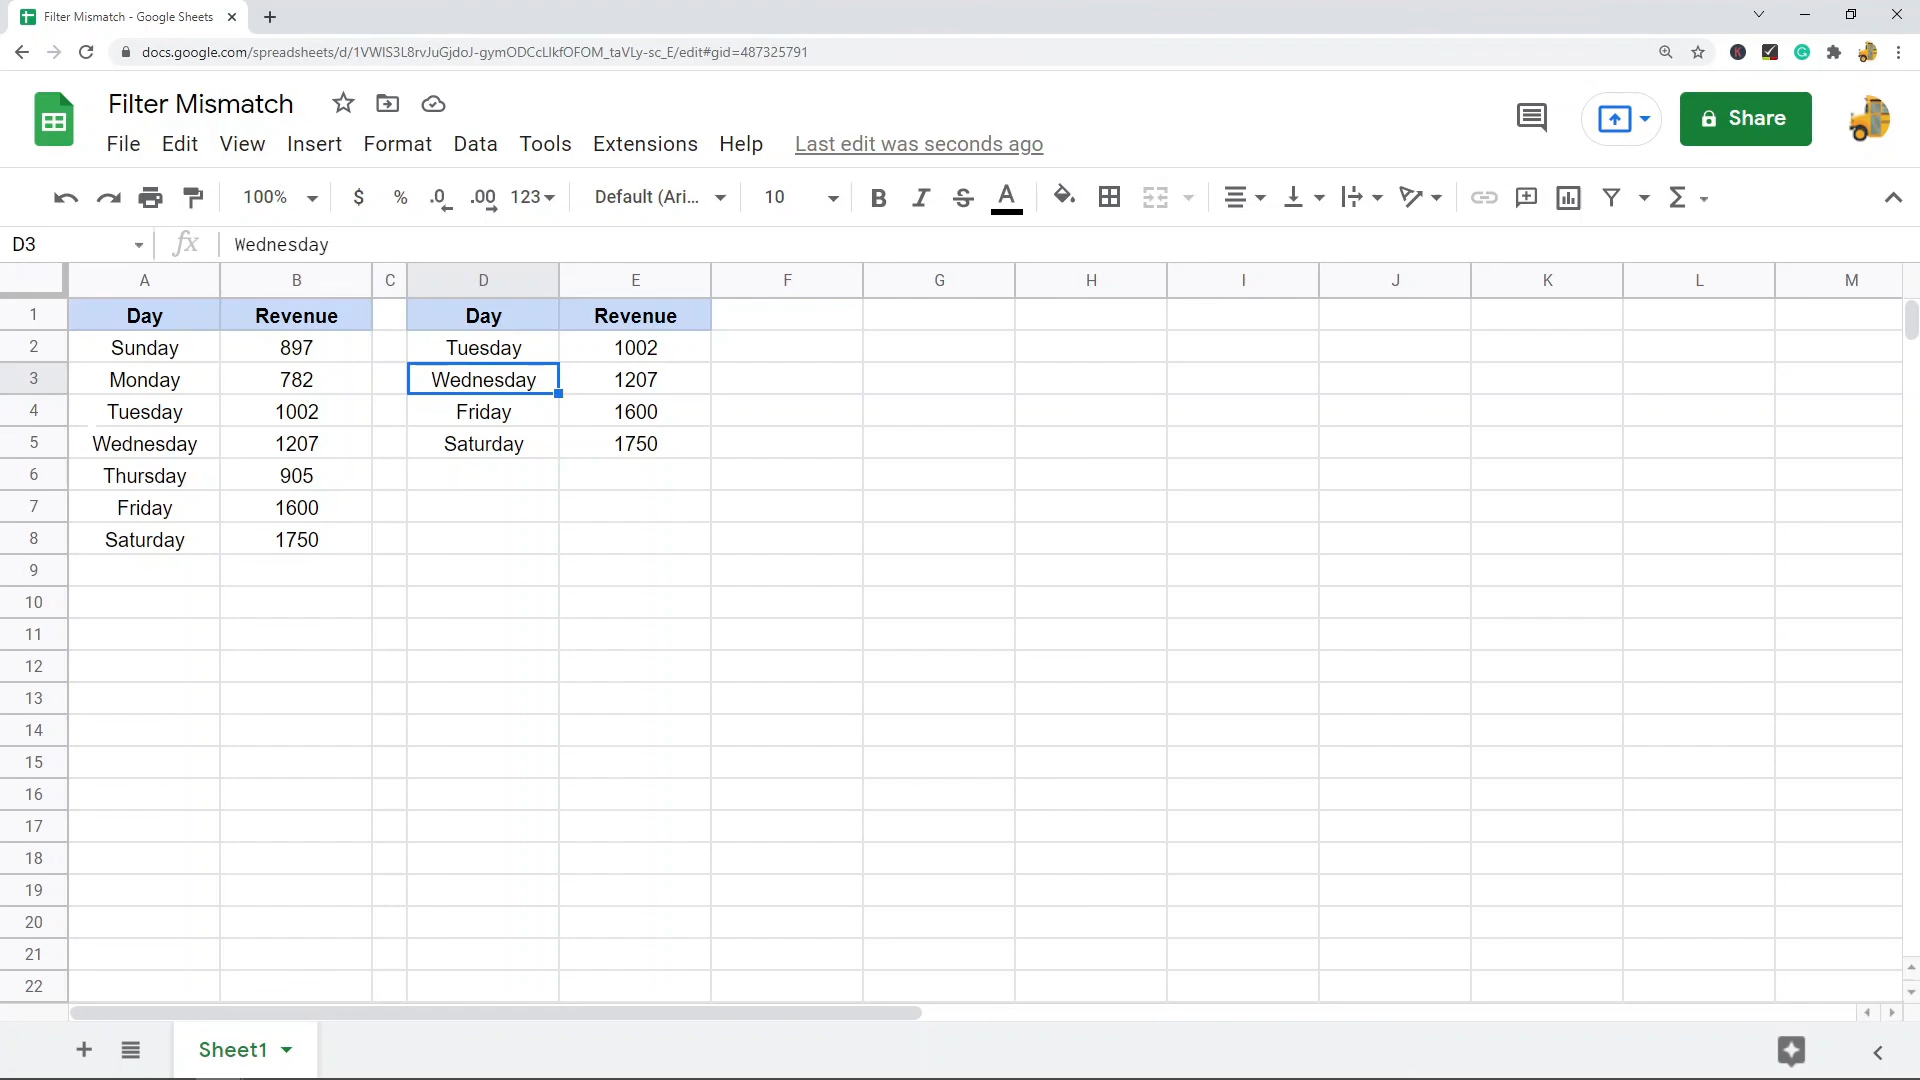 Filter Mismatch - Google Sheets
docs.google.com/spreadsheets/d/1VWIS3L8rvJuGjdoJ-gymODCcLIkfOFOM_taVLy-sc_E/edit#gid=487325791
Filter Mismatch
Share
File Edit View Insert Format Data Tools Extensions Help Last edit was seconds ago
100% $ % .0 .00 123 Default (Ari... 10 B I S A Σ
D3 fx Wednesday
A B C D E F G H I J K L M
1 Day Revenue Day Revenue
2 Sunday 897 Tuesday 1002
3 Monday 782 Wednesday 1207
4 Tuesday 1002 Friday 1600
5 Wednesday 1207 Saturday 1750
6 Thursday 905
7 Friday 1600
8 Saturday 1750
9
10
11
12
13
14
15
16
17
18
19
20
21
22
Sheet1